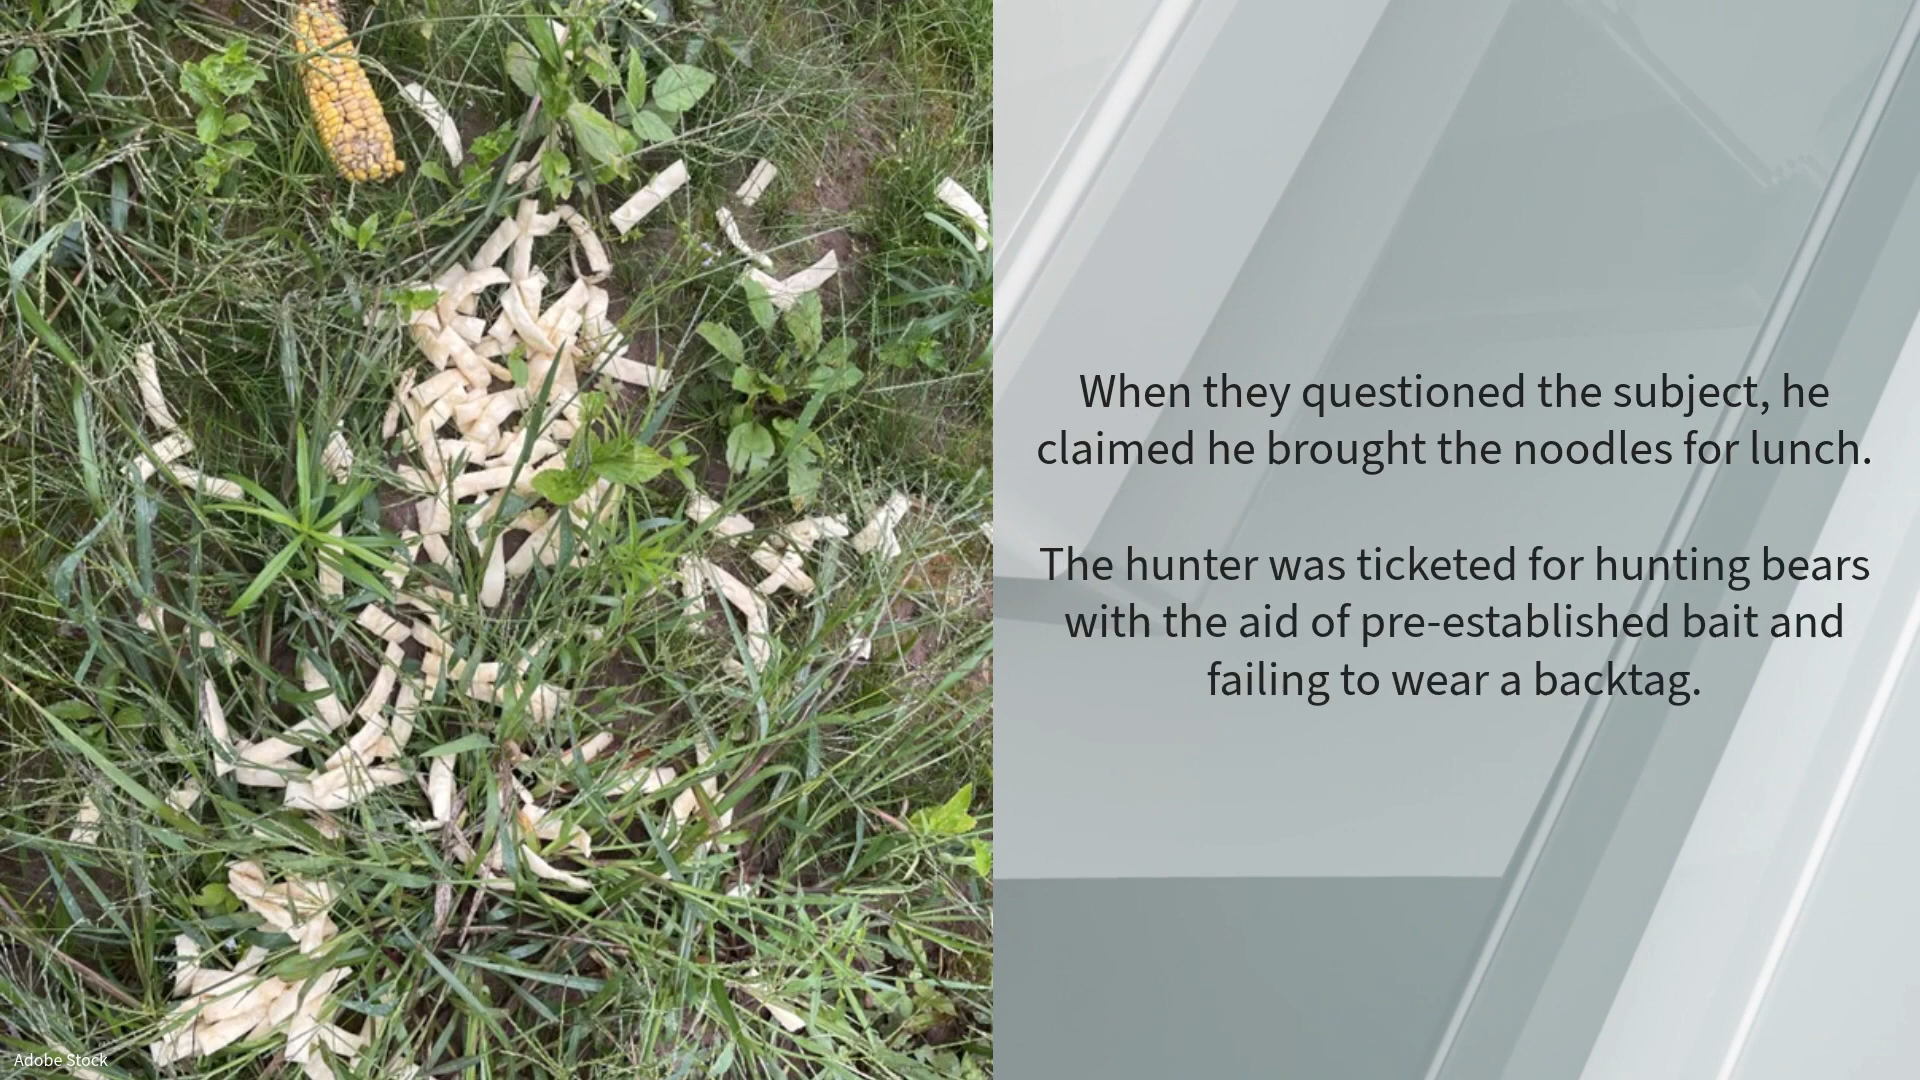 When they questioned the subject, he
claimed he brought the noodles for lunch.
The hunter was ticketed for hunting bears
with the aid of pre-established bait and
failing to wear a backtag.
Adobe Stock